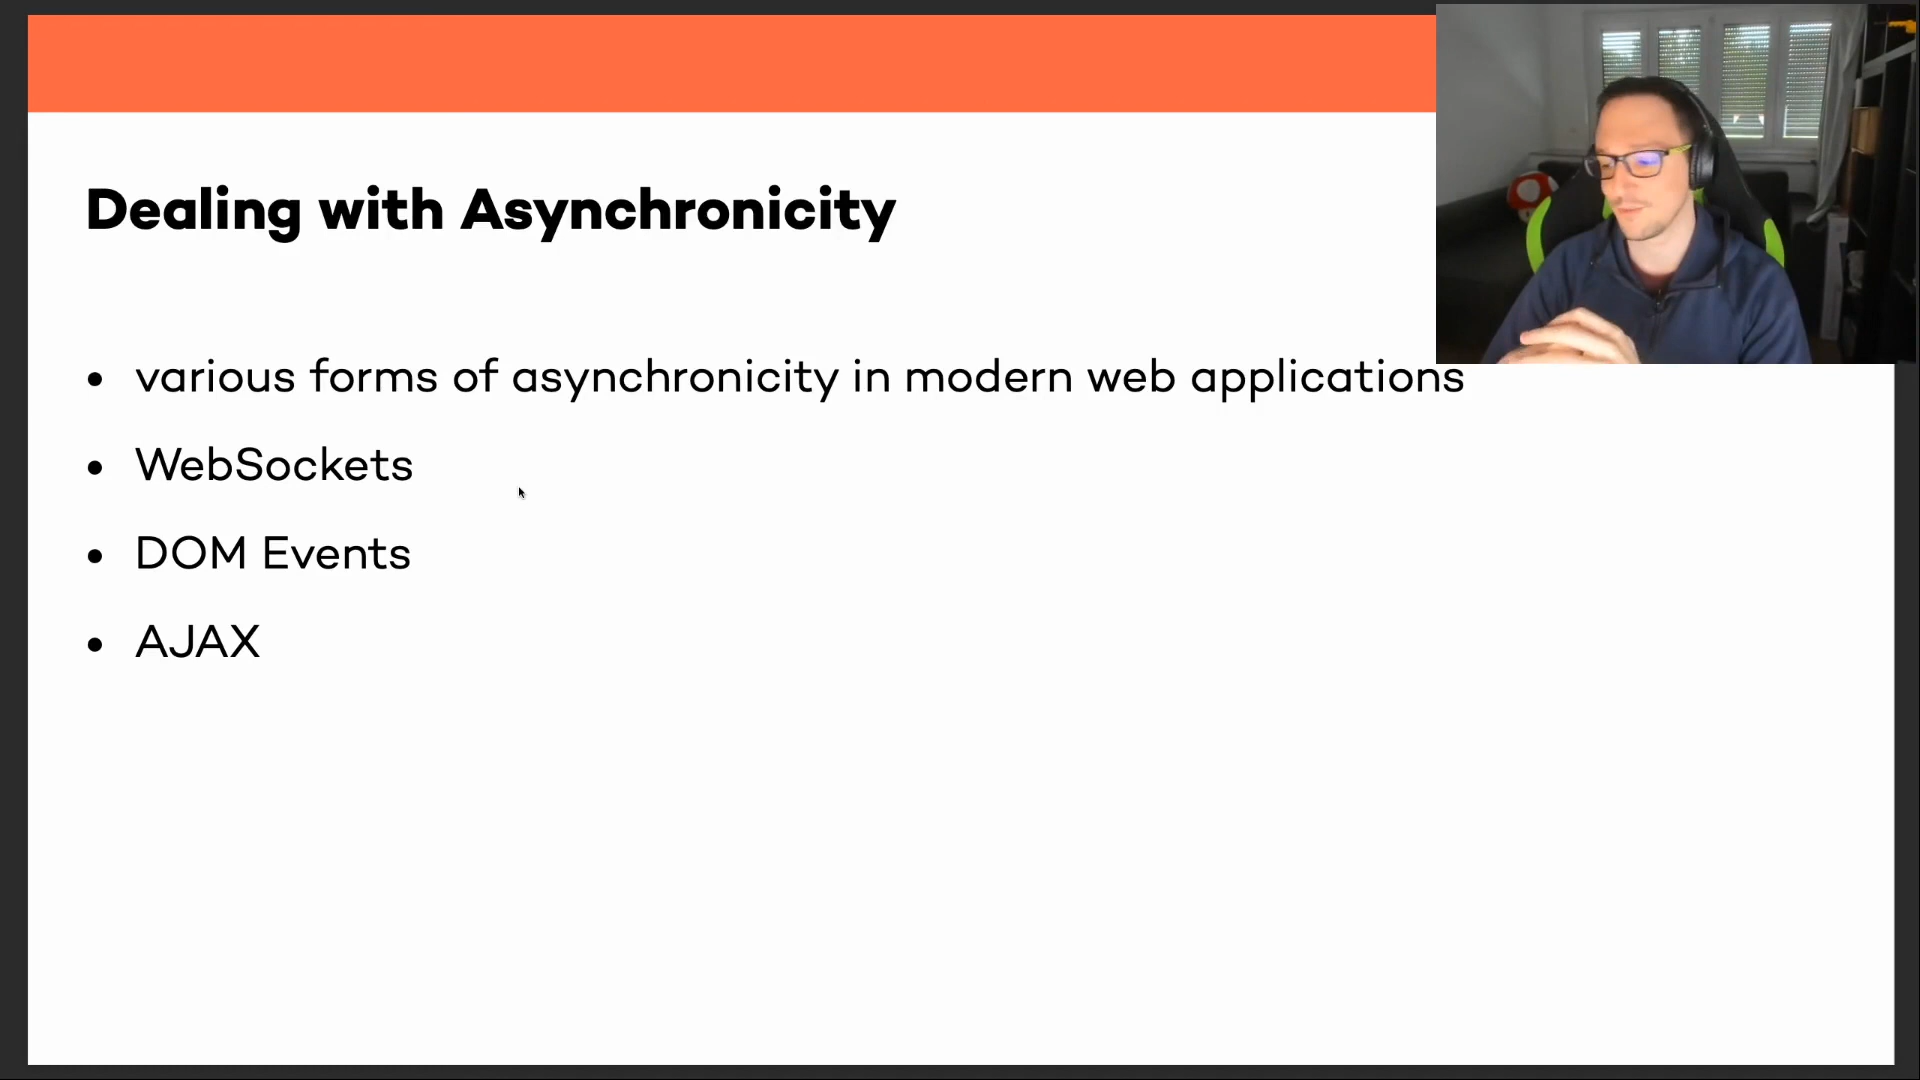 Dealing with Asynchronicity
• various forms of asynchronicity in modern web applications
• WebSockets
• DOM Events
• AJAX